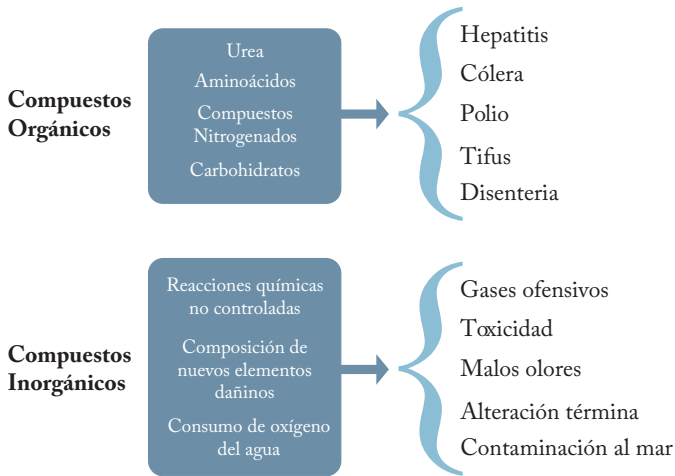 Compuestos
Orgánicos
Urea
Aminoácidos
Compuestos
Nitrogenados
Carbohidratos
Hepatitis
Cólera
Polio
Tifus
Disenteria
Compuestos
Inorgánicos
Reacciones químicas
no controladas
Composición de
nuevos elementos
dañinos
Consumo de oxígeno
del agua
Gases ofensivos
Toxicidad
Malos olores
Alteración términa
Contaminación al mar